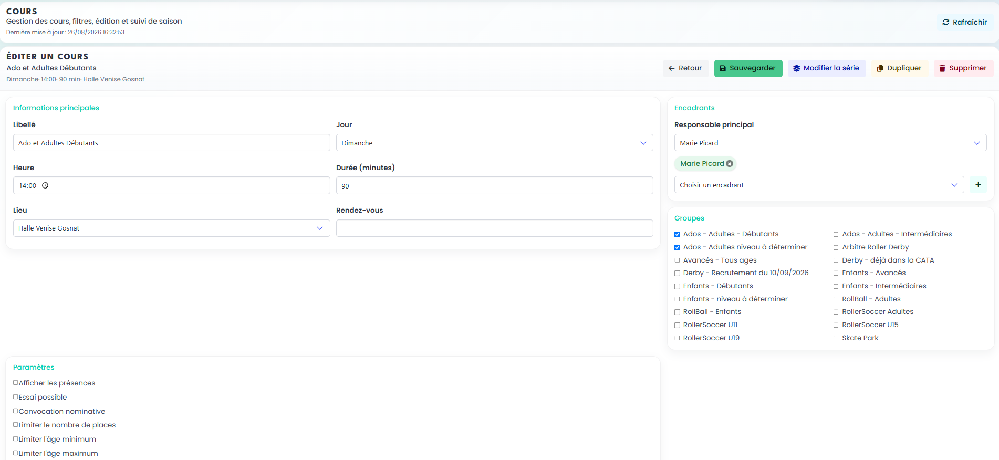 COURS
Gestion des cours, filtres, édition et suivi de saison
Dernière mise à jour : 26/08/2026 16:32:53
Rafraîchir
ÉDITER UN COURS
Ado et Adultes Débutants
Dimanche· 14:00· 90 min· Halle Venise Gosnat
Retour
Sauvegarder
Modifier la série
Dupliquer
Supprimer
Informations principales
Libellé
Ado et Adultes Débutants
Jour
Dimanche
Heure
14:00
Durée (minutes)
90
Lieu
Halle Venise Gosnat
Rendez-vous
Encadrants
Responsable principal
Marie Picard
Marie Picard
Choisir un encadrant
+
Groupes
Ados - Adultes - Débutants
Ados - Adultes - Intermédiaires
Ados - Adultes niveau à déterminer
Arbitre Roller Derby
Avancés - Tous ages
Derby - déjà dans la CATA
Derby - Recrutement du 10/09/2026
Enfants - Avancés
Enfants - Débutants
Enfants - Intermédiaires
Enfants - niveau à déterminer
RollBall - Adultes
RollBall - Enfants
RollerSoccer Adultes
RollerSoccer U11
RollerSoccer U15
RollerSoccer U19
Skate Park
Paramètres
Afficher les présences
Essai possible
Convocation nominative
Limiter le nombre de places
Limiter l'âge minimum
Limiter l'âge maximum